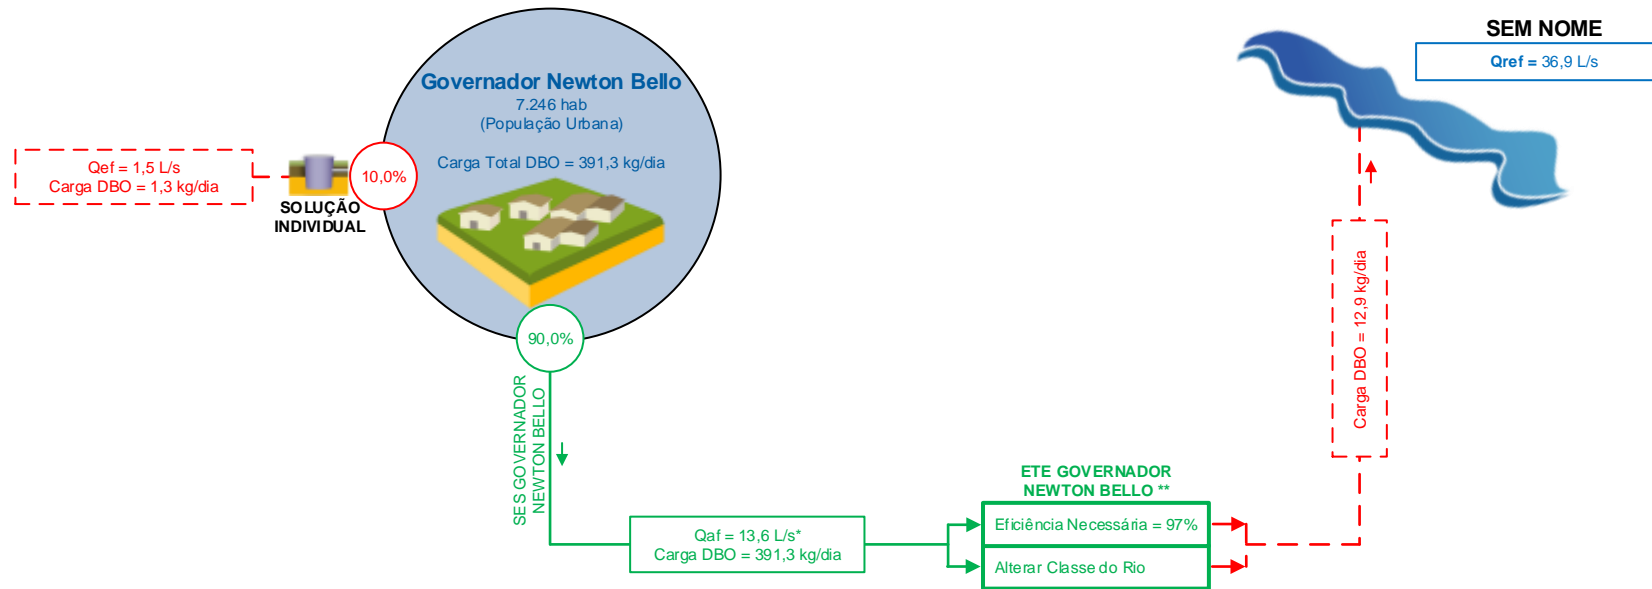 SEM NOME
Qref = 36,9 L/s
Governador Newton Bello
7.246 hab
(População Urbana)
Carga Total DBO = 391,3 kg/dia
Qef = 1,5 L/s
Carga DBO = 1,3 kg/dia
10,0%
SOLUÇÃO
INDIVIDUAL
90,0%
SES GOVERNADOR
NEWTON BELLO
Qaf = 13,6 L/s*
Carga DBO = 391,3 kg/dia
ETE GOVERNADOR
NEWTON BELLO **
Eficiência Necessária = 97%
Alterar Classe do Rio
Carga DBO = 12,9 kg/dia